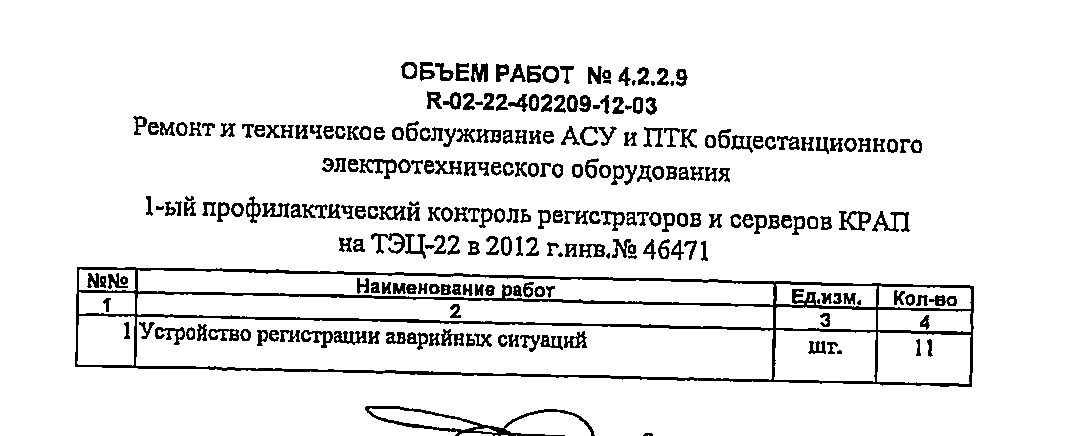 ОБЪЕМ РАБОТ № 4.2.2.9
R-02-22-402209-12-03
Ремонт и техническое обслуживание АСУ и ПТК общестанционного
электротехнического оборудования
1-ый профилактический контроль регистраторов и серверов КРАП
на ТЭЦ-22 в 2012 г.инв.№ 46471
№№ Наименование работ Ед.изм. Кол-во
1 2 3 4
1 Устройство регистрации аварийных ситуаций шт. 11